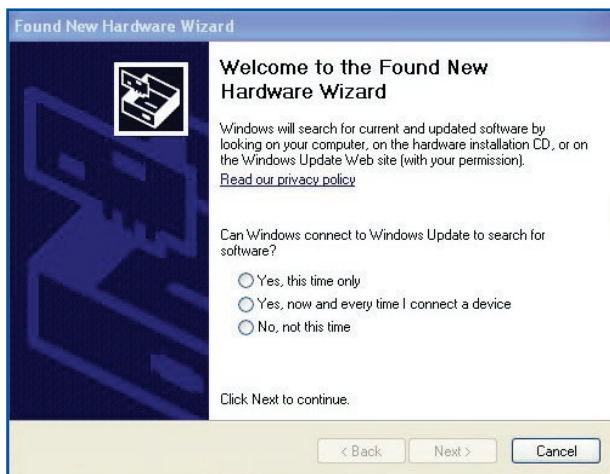 Found New Hardware Wizard
Welcome to the Found New
Hardware Wizard
Windows will search for current and updated software by
looking on your computer, on the hardware installation CD, or on
the Windows Update Web site (with your permission).
Read our privacy policy
Can Windows connect to Windows Update to search for
software?
Yes, this time only
Yes, now and every time I connect a device
No, not this time
Click Next to continue.
< Back Next > Cancel